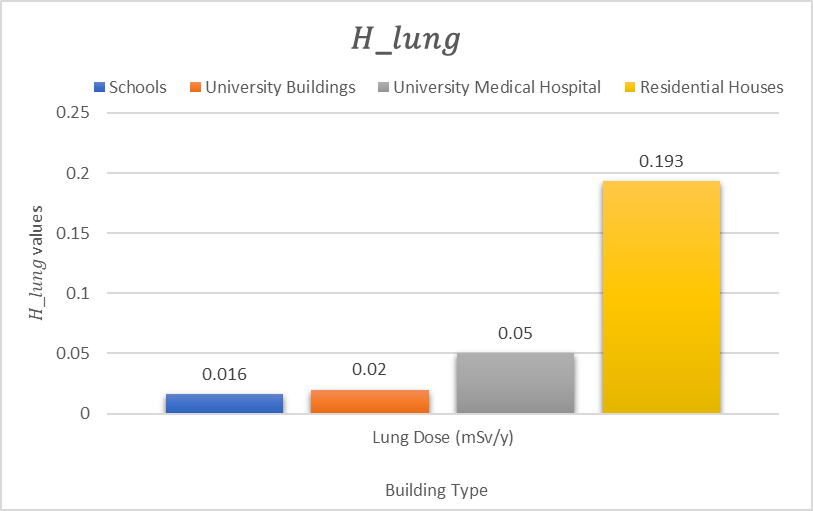 H_lung
Schools University Buildings University Medical Hospital Residential Houses
0.25
0.2
0.15
0.1
0.05
0
H_lung values
0.016
0.02
0.05
0.193
Lung Dose (mSv/y)
Building Type